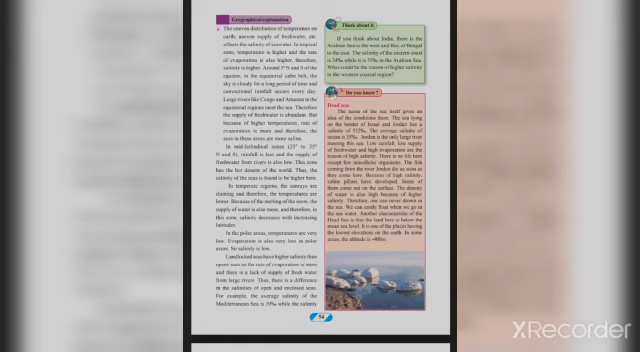 Geographical explanation
➤ The uneven distribution of temperature on
earth, uneven supply of freshwater, etc.
affects the salinity of seawater. In tropical
zone, temperature is higher and the rate
of evaporation is also higher, therefore,
salinity is higher. Around 5° N and S of the
equator, in the equatorial calm belt, the
sky is cloudy for a long period of time and
convectional rainfall occurs every day.
Large rivers like Congo and Amazon in the
equatorial regions meet the sea. Therefore
the supply of freshwater is abundant. But
because of higher temperatures, rate of
evaporation is more and therefore, the
seas in these areas are more saline.
In mid-latitudinal zones (25° to 35°
N and S), rainfall is low and the supply of
freshwater from rivers is also low. This zone
has the hot deserts of the world. Thus, the
salinity of the seas is found to be higher here.
In temperate regions, the sunrays are
slanting and therefore, the temperatures are
lower. Because of the melting of the snow, the
supply of water is also more, and therefore, in
this zone, salinity decreases with increasing
latitudes.
In the polar areas, temperatures are very
low. Evaporation is also very less in polar
areas. So salinity is low.
Landlocked seas have higher salinity than
open seas as the rate of evaporation is more
and there is a lack of supply of fresh water
from large rivers. Thus, there is a difference
in the salinities of open and enclosed seas.
For example, the average salinity of the
Mediterranean Sea is 39‰ while the salinity
Think about it.
If you think about India, there is the
Arabian Sea in the west and Bay of Bengal
to the east. The salinity of the eastern coast
is 34‰ while it is 35‰ in the Arabian Sea.
What could be the reason of higher salinity
in the western coastal region?
Do you know ?
Dead sea:
The name of the sea itself gives an
idea of the conditions there. The sea lying
on the border of Israel and Jordan has a
salinity of 332‰. The average salinity of
ocean is 35‰. Jordan is the only large river
meeting this sea. Low rainfall, low supply
of freshwater and high evaporation are the
reason of high salinity. There is no life here
except few unicellular organisms. The fish
coming from the river Jordan die as soon as
they come here. Because of high salinity,
saline pillars have developed. Some of
them come out on the surface. The density
of water is also high because of higher
salinity. Therefore, one can never drown in
the sea. We can easily float when we go in
the sea water. Another characteristic of the
Dead Sea is that the land here is below the
mean sea level. It is one of the places having
the lowest elevations on the earth. In some
areas, the altitude is -400m.
54
XRecorder